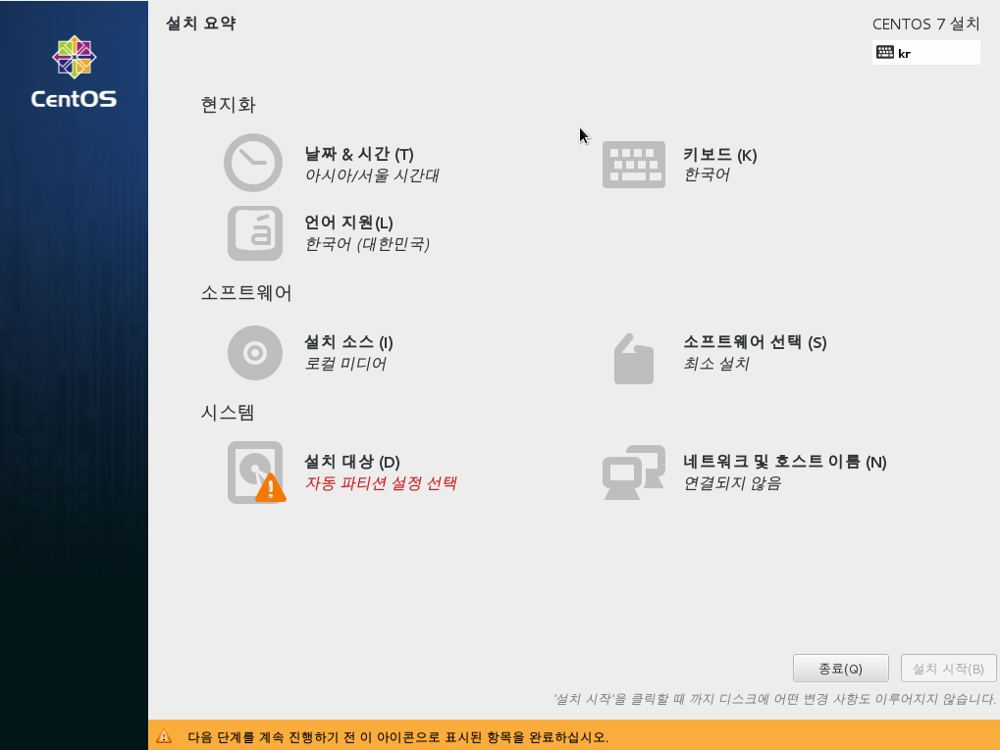 CentOS
설치 요약
CENTOS 7 설치
kr
현지화
날짜 & 시간 (T)
아시아/서울 시간대
키보드 (K)
한국어
언어 지원(L)
한국어 (대한민국)
소프트웨어
설치 소스 (I)
로컬 미디어
소프트웨어 선택 (S)
최소 설치
시스템
설치 대상 (D)
자동 파티션 설정 선택
네트워크 및 호스트 이름 (N)
연결되지 않음
종료(Q)
설치 시작(B)
'설치 시작'을 클릭할 때 까지 디스크에 어떤 변경 사항도 이루어지지 않습니다.
다음 단계를 계속 진행하기 전 이 아이콘으로 표시된 항목을 완료하십시오.